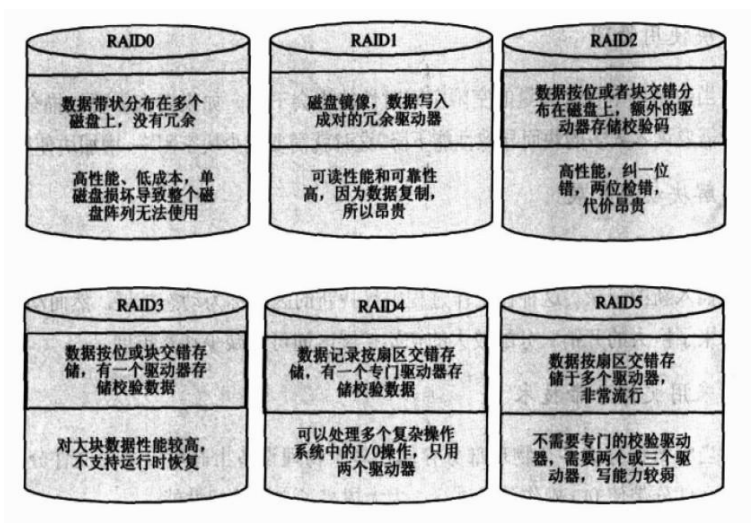 RAID0
数据带状分布在多个
磁盘上，没有冗余
高性能、低成本，单
磁盘损坏导致整个磁
盘阵列无法使用
RAID1
磁盘镜像，数据写入
成对的冗余驱动器
可读性能和可靠性
高，因为数据复制，
所以昂贵
RAID2
数据按位或者块交错分
布在磁盘上，额外的驱
动器存储校验码
高性能，纠一位
错，两位检错，
代价昂贵
RAID3
数据按位或块交错存
储，有一个驱动器存
储校验数据
对大块数据性能较高，
不支持运行时恢复
RAID4
数据记录按扇区交错存
储，有一个专门驱动器存
储校验数据
可以处理多个复杂操作
系统中的I/O操作，只用
两个驱动器
RAID5
数据按扇区交错存
储于多个驱动器，
非常流行
不需要专门的校验驱动
器，需要两个或三个驱
动器，写能力较弱